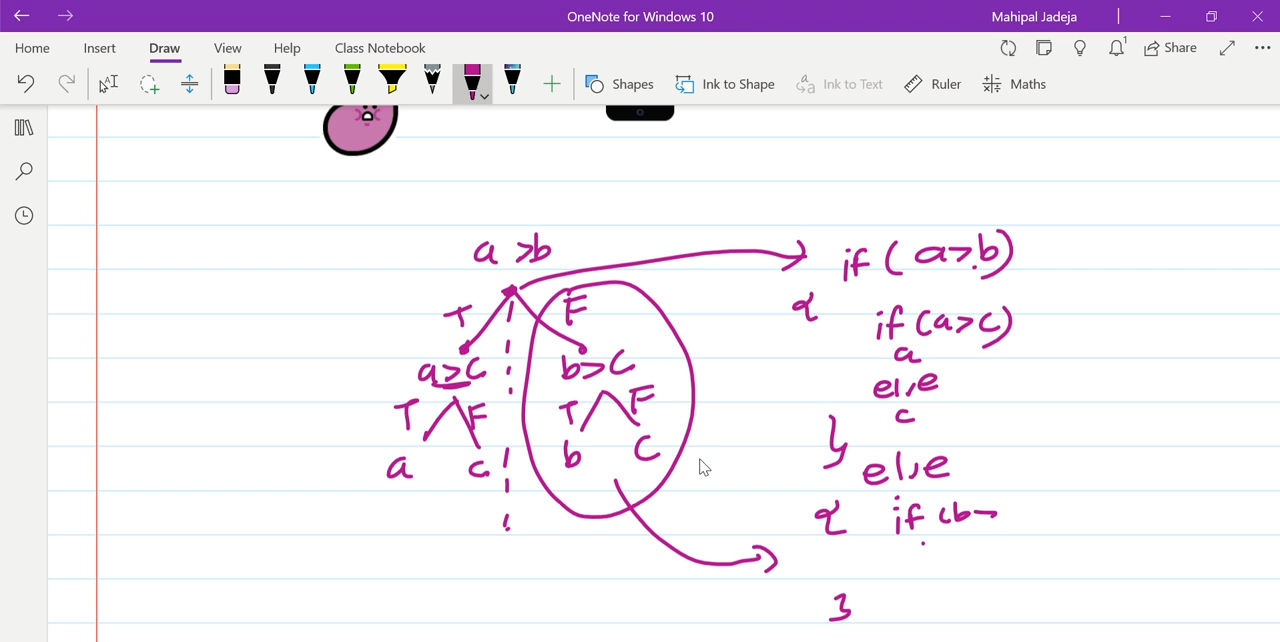 OneNote for Windows 10
Mahipal Jadeja
Home Insert Draw View Help Class Notebook
1
Share
Shapes Ink to Shape Ink to Text Ruler Maths
a >b
T F
a>C b>C
T F T F
a c b C
if ( a>b)
{
if (a>c)
a
else
c
}
else
{ if (b
}